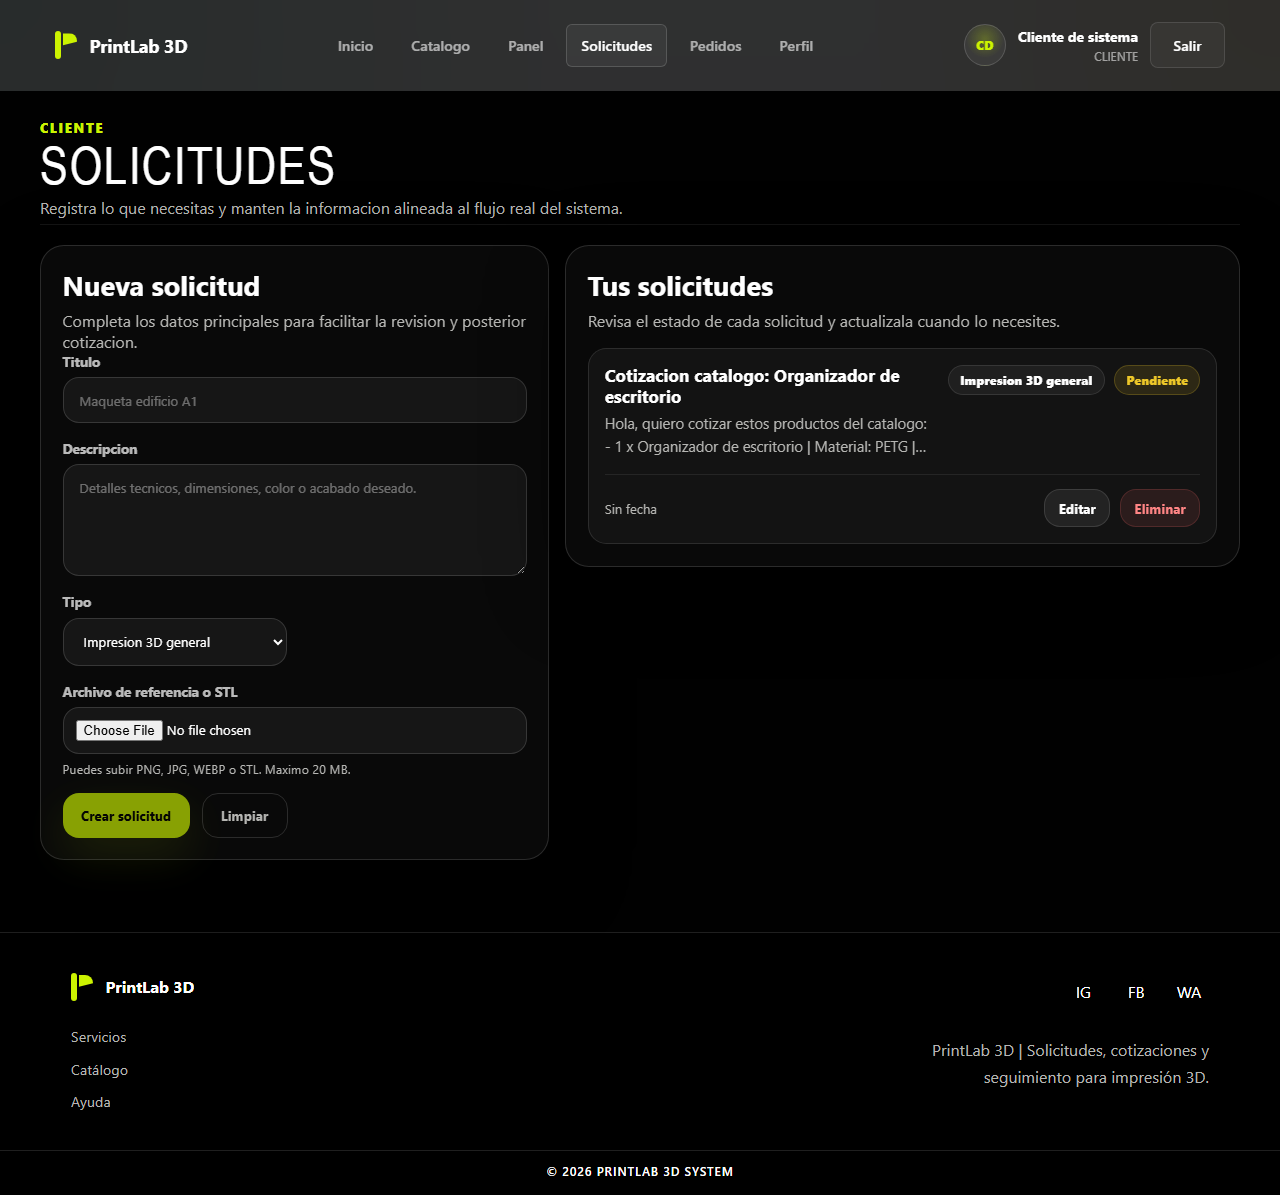 PrintLab 3D
Inicio
Catalogo
Panel
Solicitudes
Pedidos
Perfil
CD
Cliente de sistema
CLIENTE
Salir
CLIENTE
SOLICITUDES
Registra lo que necesitas y manten la informacion alineada al flujo real del sistema.
Nueva solicitud
Completa los datos principales para facilitar la revision y posterior
cotizacion.
Titulo
Maqueta edificio A1
Descripcion
Detalles tecnicos, dimensiones, color o acabado deseado.
Tipo
Impresion 3D general
Archivo de referencia o STL
Choose File No file chosen
Puedes subir PNG, JPG, WEBP o STL. Maximo 20 MB.
Crear solicitud
Limpiar
Tus solicitudes
Revisa el estado de cada solicitud y actualizala cuando lo necesites.
Cotizacion catalogo: Organizador de
escritorio
Impresion 3D general
Pendiente
Hola, quiero cotizar estos productos del catalogo:
- 1 x Organizador de escritorio | Material: PETG |...
Sin fecha
Editar
Eliminar
PrintLab 3D
Servicios
Catálogo
Ayuda
IG
FB
WA
PrintLab 3D | Solicitudes, cotizaciones y
seguimiento para impresión 3D.
© 2026 PRINTLAB 3D SYSTEM